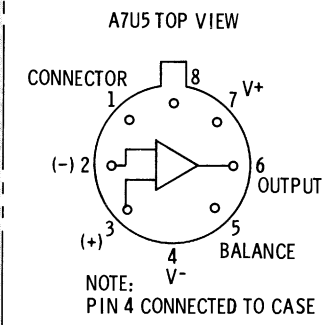 A7U5 TOP VIEW
CONNECTOR
8
1
7 V+
(-) 2
6
OUTPUT
3
(+)
5
BALANCE
4
V-
NOTE:
PIN 4 CONNECTED TO CASE